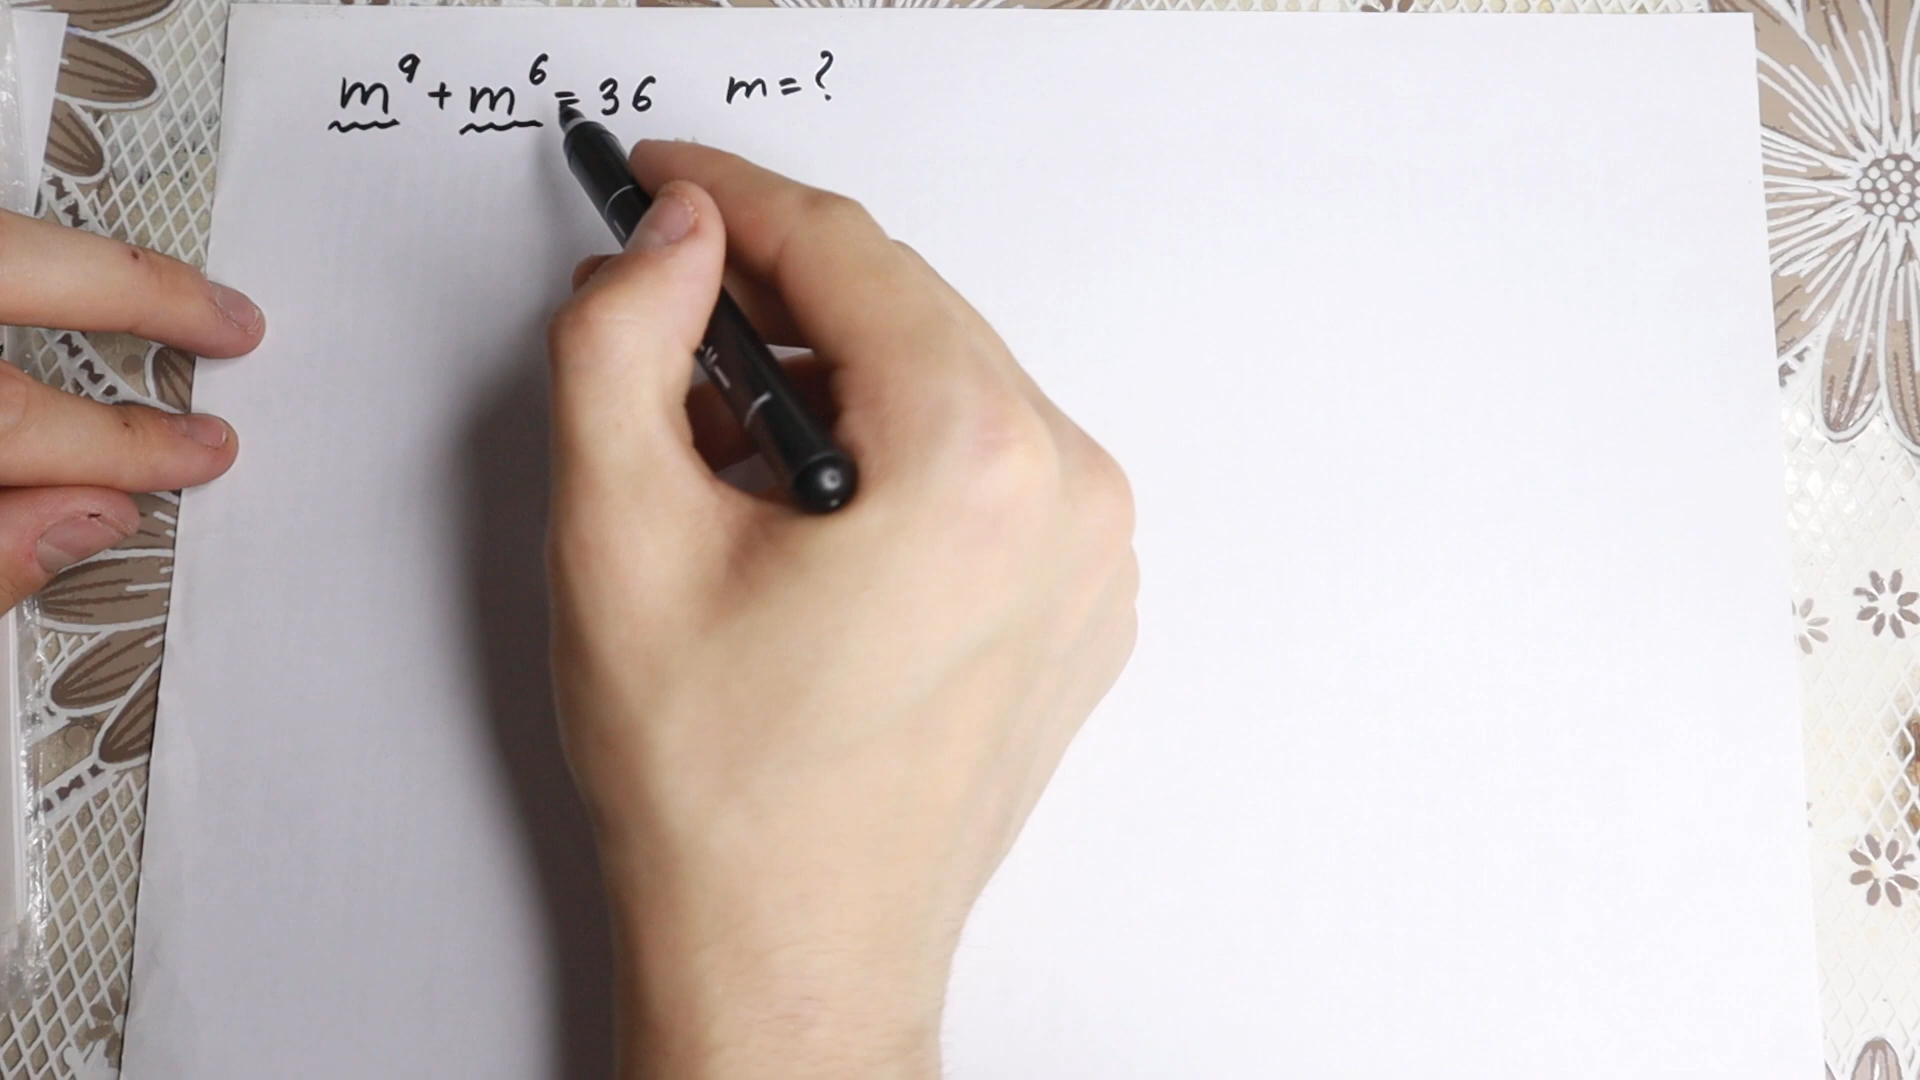 m⁹ + m⁶ = 36 m = ?